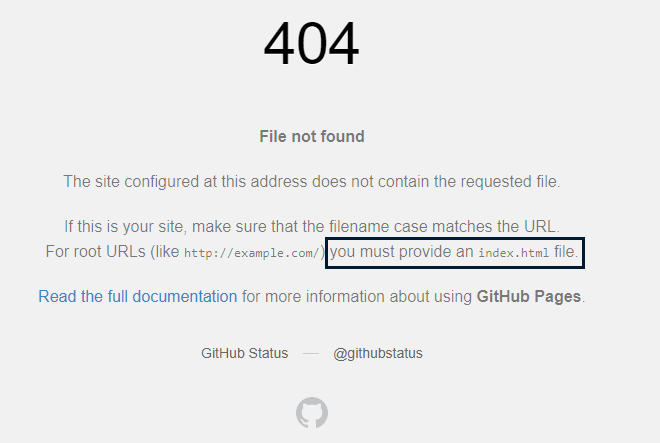 404
File not found
The site configured at this address does not contain the requested file.
If this is your site, make sure that the filename case matches the URL.
For root URLs (like http://example.com/) you must provide an index.html file.
Read the full documentation for more information about using GitHub Pages.
GitHub Status — @githubstatus